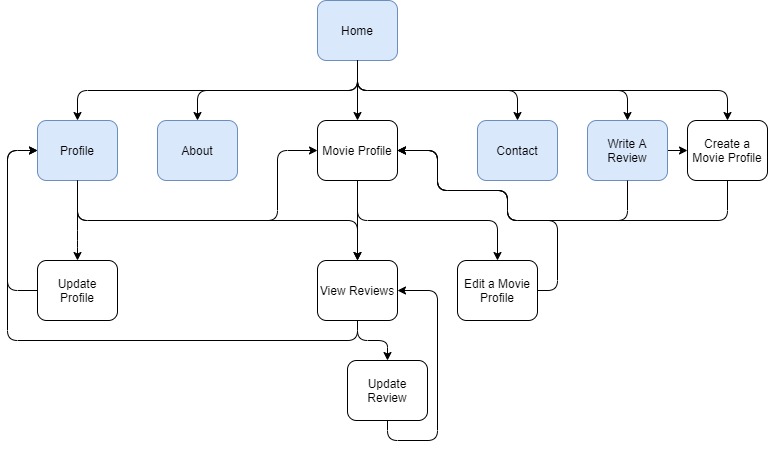 Home
Profile
About
Movie Profile
Contact
Write A
Review
Create a
Movie Profile
Update
Profile
View Reviews
Edit a Movie
Profile
Update
Review